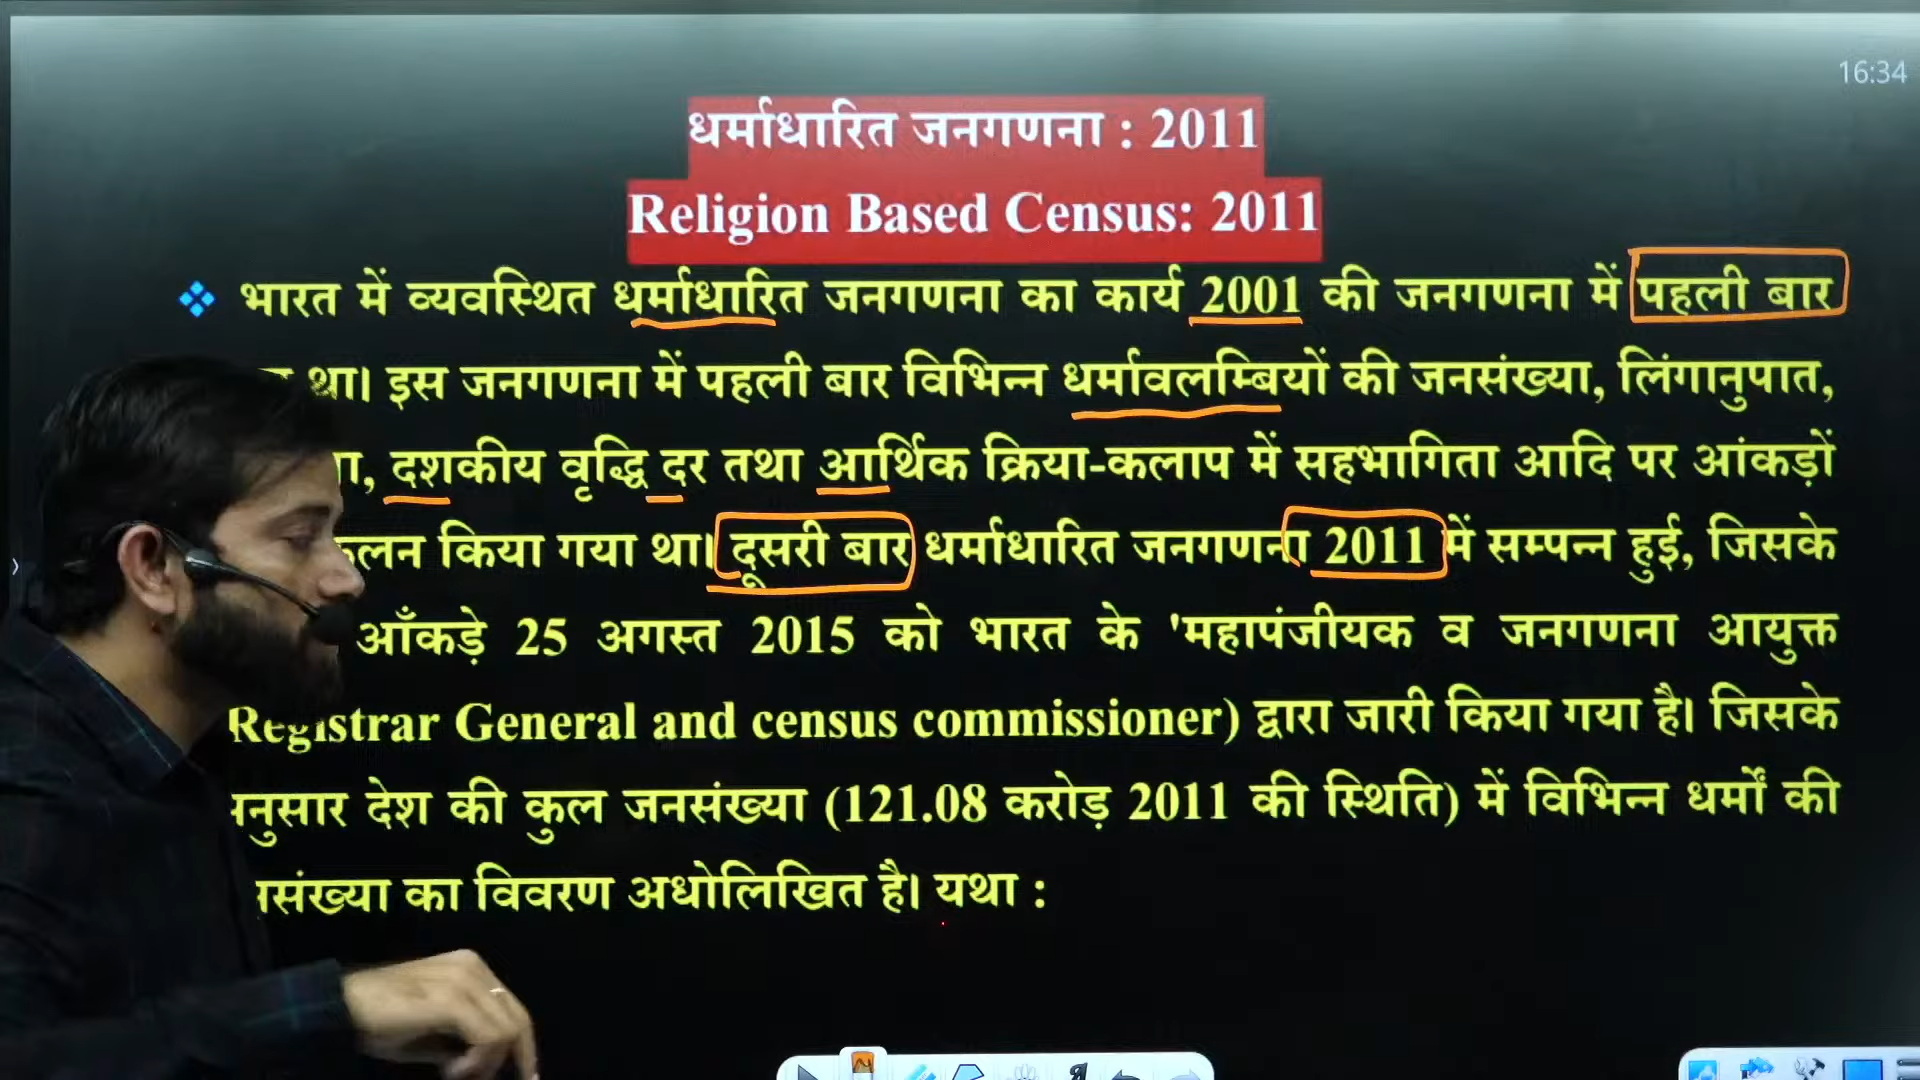 16:34
धर्माधारित जनगणना : 2011
Religion Based Census: 2011
भारत में व्यवस्थित धर्माधारित जनगणना का कार्य 2001 की जनगणना में पहली बार
था। इस जनगणना में पहली बार विभिन्न धर्मावलम्बियों की जनसंख्या, लिंगानुपात,
दशकीय वृद्धि दर तथा आर्थिक क्रिया-कलाप में सहभागिता आदि पर आंकड़ों
किया गया था। दूसरी बार धर्माधारित जनगणना 2011 में सम्पन्न हुई, जिसके
आँकड़े 25 अगस्त 2015 को भारत के 'महापंजीयक व जनगणना आयुक्त
Registrar General and census commissioner) द्वारा जारी किया गया है। जिसके
देश की कुल जनसंख्या (121.08 करोड़ 2011 की स्थिति) में विभिन्न धर्मों की
का विवरण अधोलिखित है। यथा :